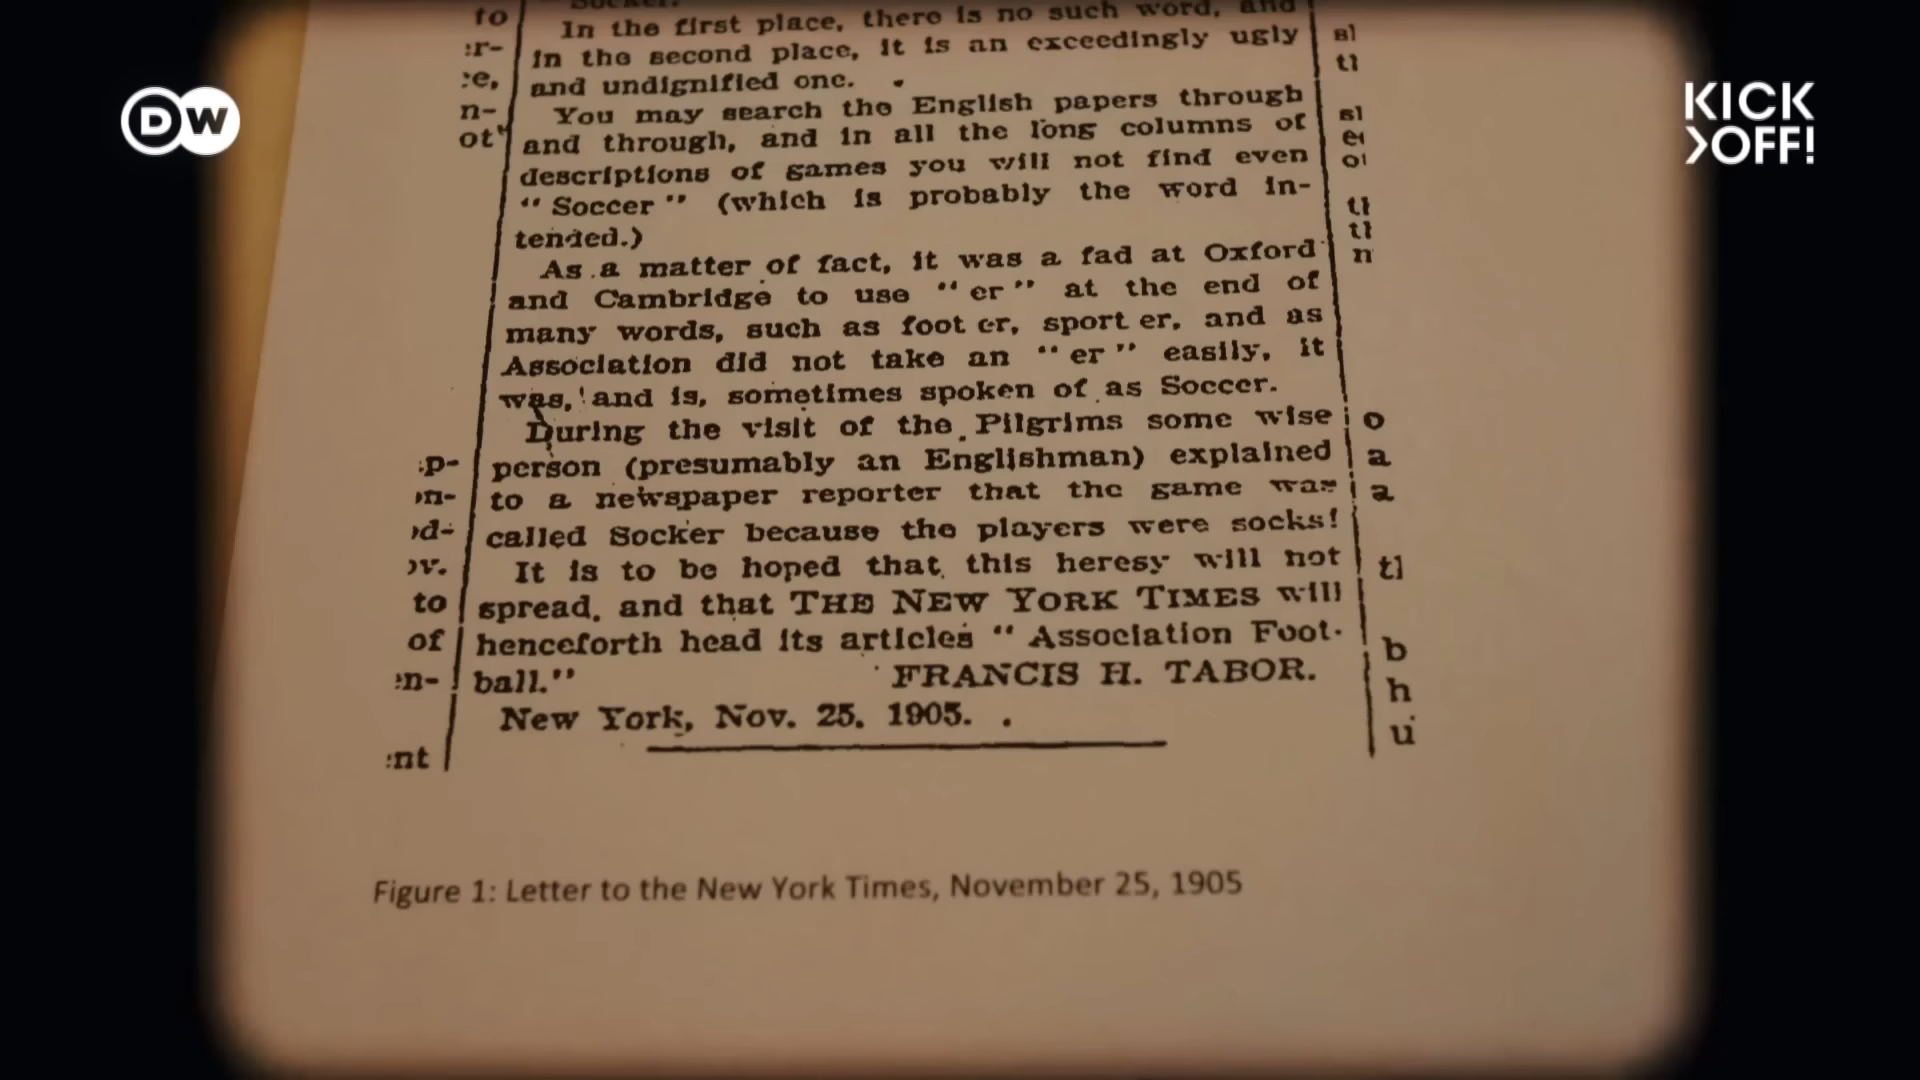 DW
KICK
OFF!
In the first place, there is no such word, and
in the second place, it is an exceedingly ugly
and undignified one.
You may search the English papers through
and through, and in all the long columns of
descriptions of games you will not find even
“ Soccer ” (which is probably the word in-
tended.)
As a matter of fact, it was a fad at Oxford
and Cambridge to use “ er ” at the end of
many words, such as foot er, sport er, and as
Association did not take an “ er ” easily, it
was, and is, sometimes spoken of as Soccer.
During the visit of the Pilgrims some wise
person (presumably an Englishman) explained
to a newspaper reporter that the game was
called Socker because the players were socks!
It is to be hoped that this heresy will not
spread, and that THE NEW YORK TIMES will
henceforth head its articles “ Association Foot-
ball.” FRANCIS H. TABOR.
New York, Nov. 25, 1905.
Figure 1: Letter to the New York Times, November 25, 1905